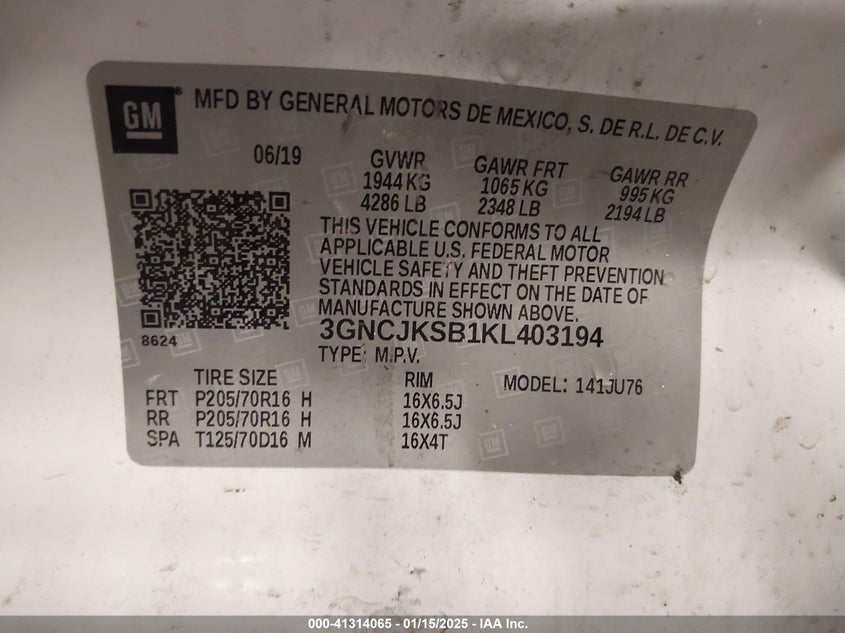 GM
MFD BY GENERAL MOTORS DE MEXICO, S. DE R.L. DE C.V.
06/19 GVWR GAWR FRT GAWR RR
1944 KG 1065 KG 995 KG
4286 LB 2348 LB 2194 LB
THIS VEHICLE CONFORMS TO ALL
APPLICABLE U.S. FEDERAL MOTOR
VEHICLE SAFETY AND THEFT PREVENTION
STANDARDS IN EFFECT ON THE DATE OF
MANUFACTURE SHOWN ABOVE.
8624
3GNCJKSB1KL403194
TYPE: M.P.V.
TIRE SIZE RIM MODEL: 141JU76
FRT P205/70R16 H 16X6.5J
RR P205/70R16 H 16X6.5J
SPA T125/70D16 M 16X4T
000-41314065 - 01/15/2025 - IAA Inc.